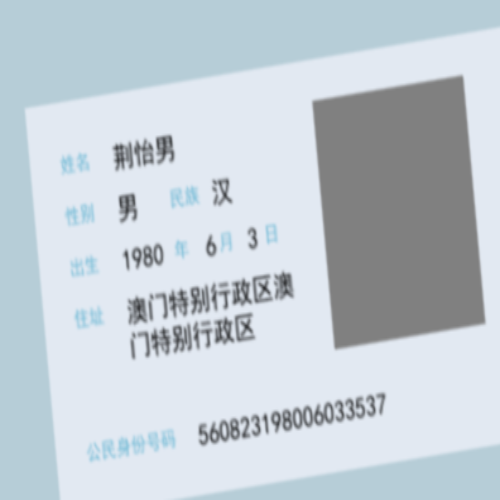 姓名 荆怡男
性别 男 民族 汉
出生 1980 年 6 月 3 日
住址 澳门特别行政区澳
门特别行政区
公民身份号码 560823198006033537